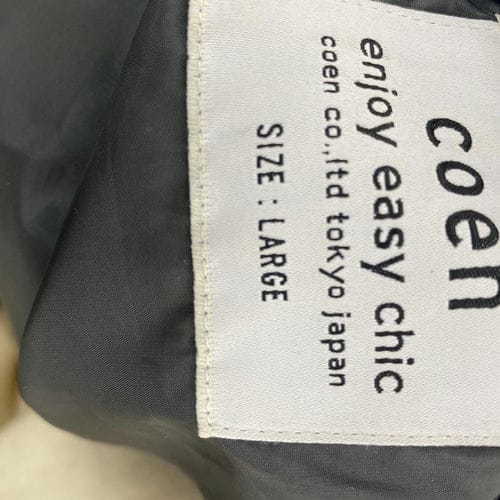 coen
enjoy easy chic
coen co.,ltd tokyo japan
SIZE : LARGE